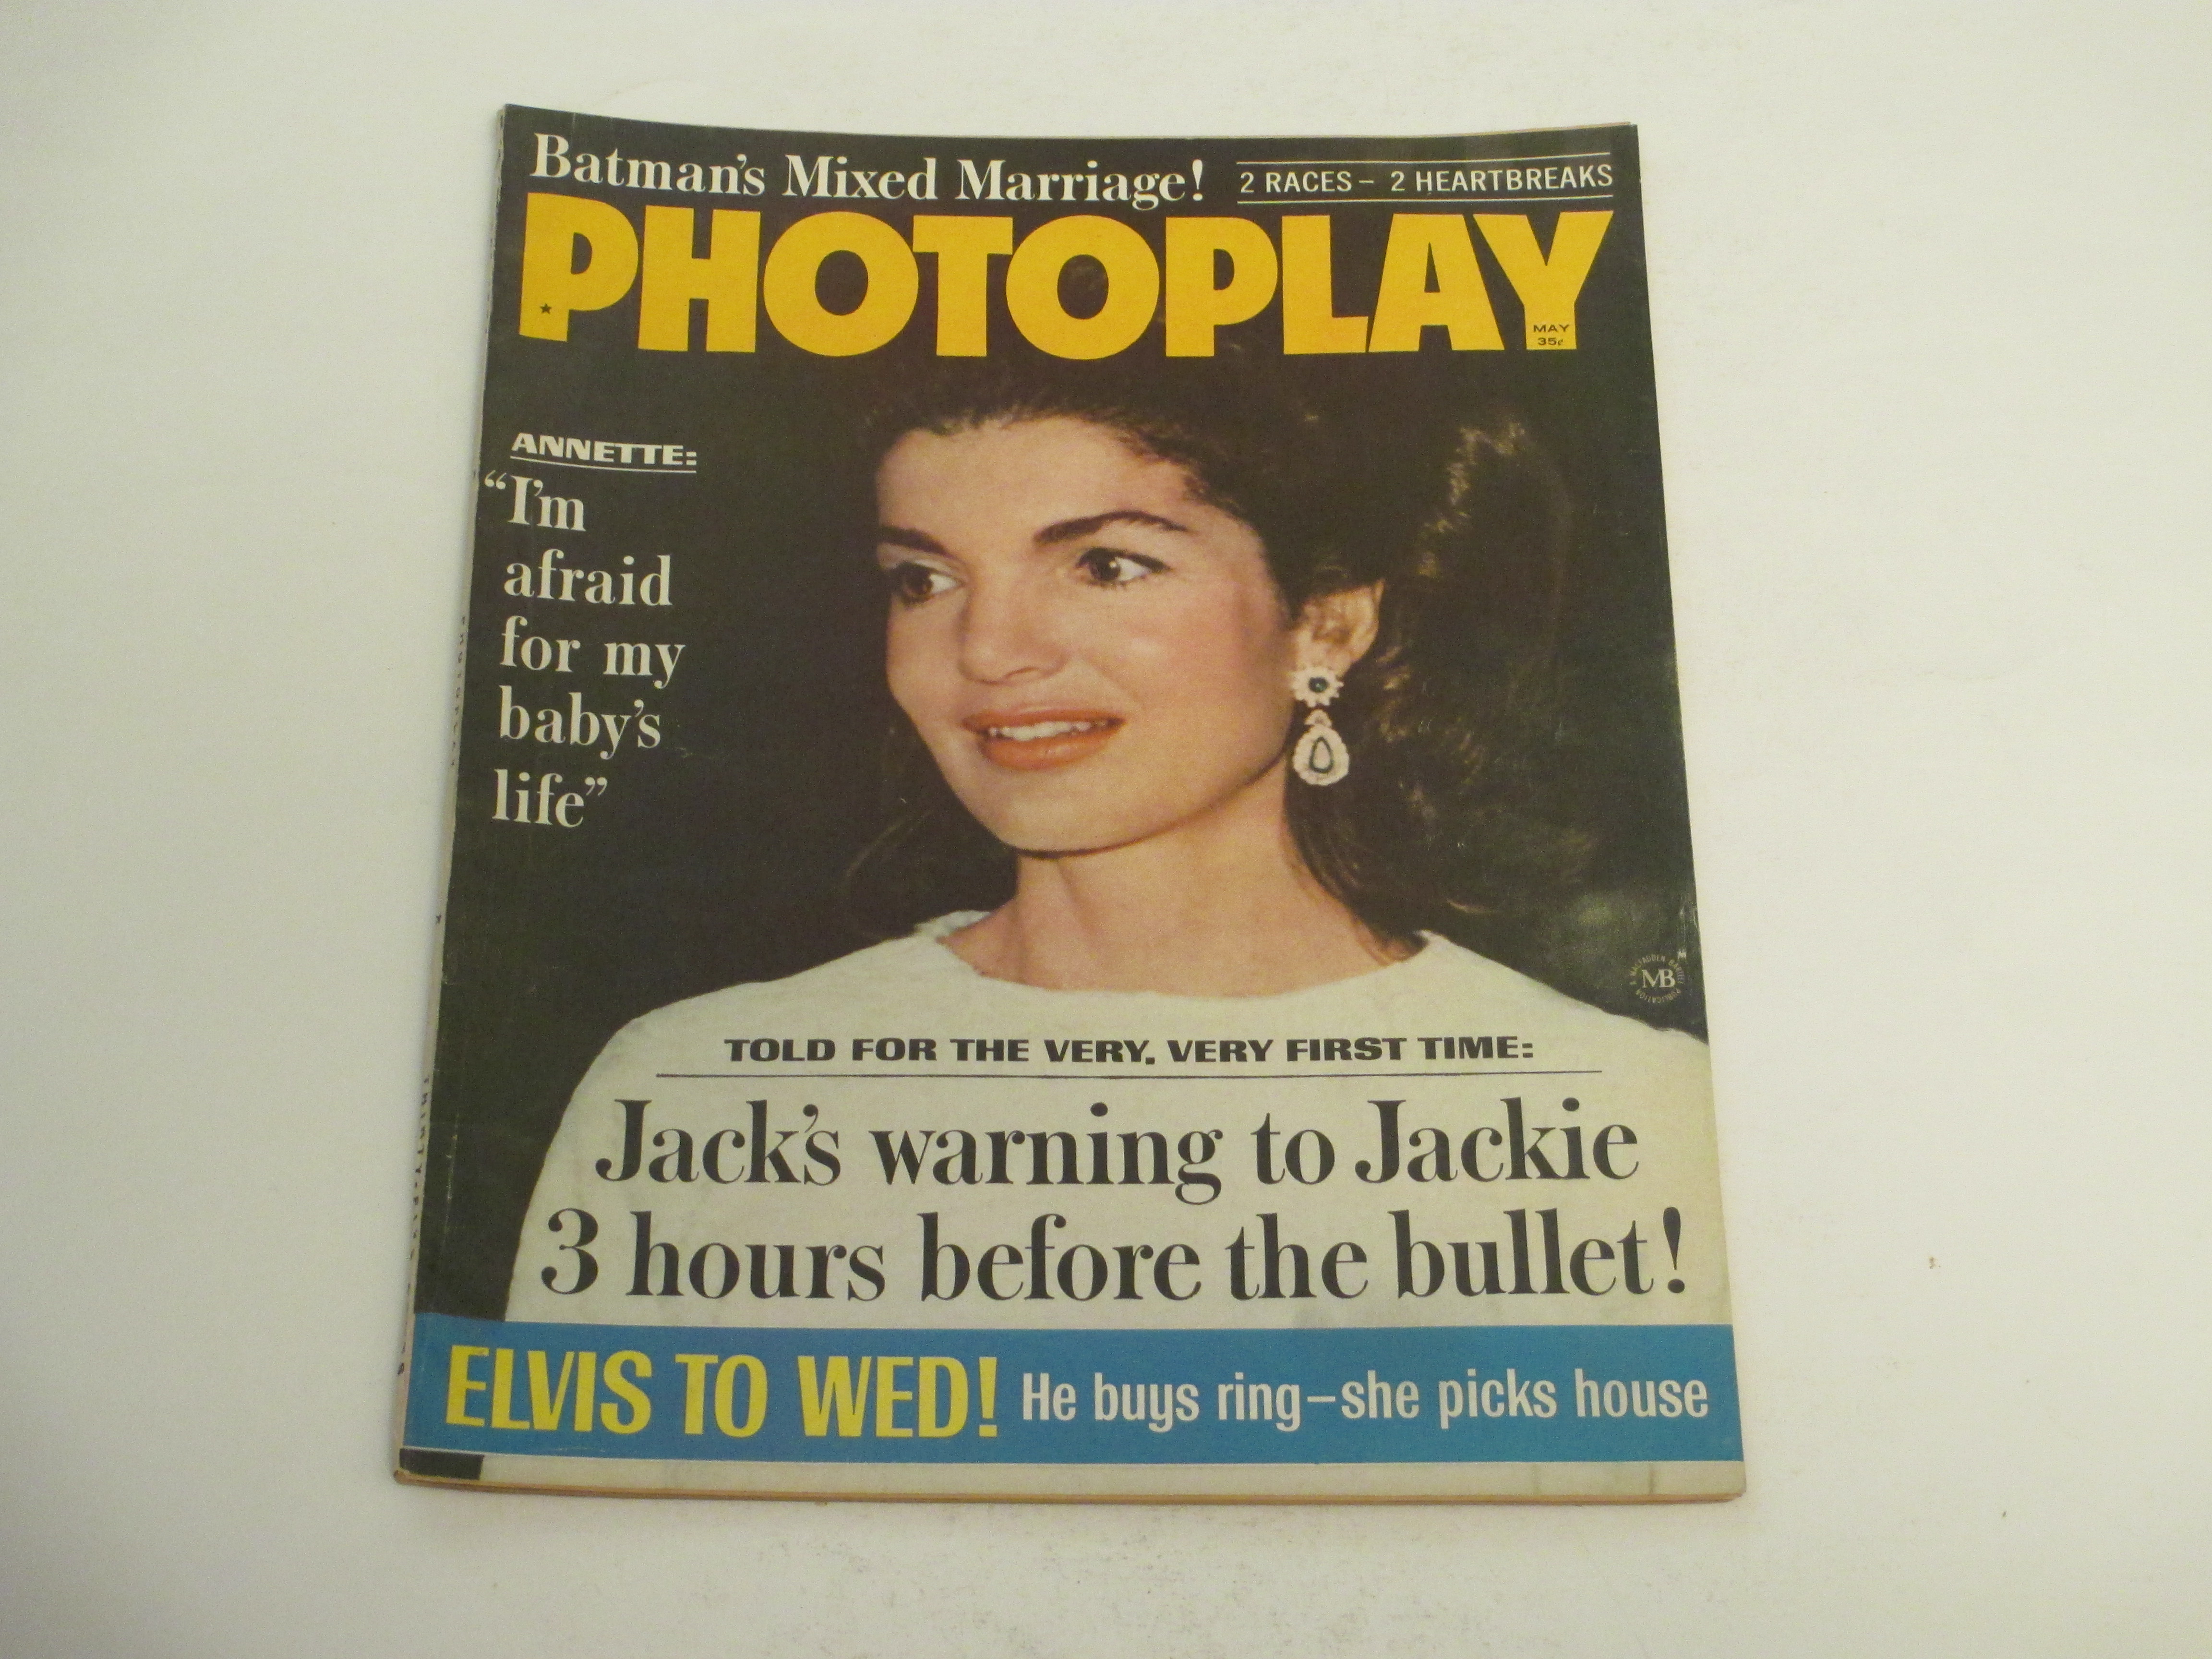 Batman's Mixed Marriage! 2 RACES – 2 HEARTBREAKS
PHOTOPLAY
MAY
35¢
ANNETTE:
“I'm
afraid
for my
baby's
life”
MB
TOLD FOR THE VERY, VERY FIRST TIME:
Jack's warning to Jackie
3 hours before the bullet!
ELVIS TO WED! He buys ring–she picks house